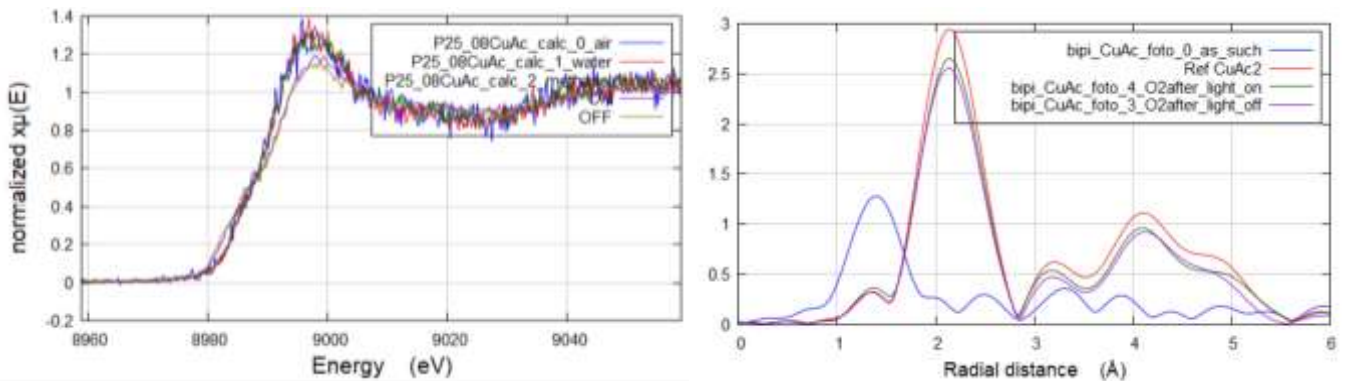 1.4
1.2
1
0.8
0.6
0.4
0.2
0
-0.2
normalized xμ(E)
P25_08CuAc_calc_0_air
P25_08CuAc_calc_1_water
OFF
8960
8980
9000
9020
9040
Energy (eV)
3
2.5
2
1.5
1
0.5
0
bipi_CuAc_foto_0_as_such
Ref CuAc2
bipi_CuAc_foto_4_O2after_light_on
bipi_CuAc_foto_3_O2after_light_off
0
1
2
3
4
5
6
Radial distance (Å)